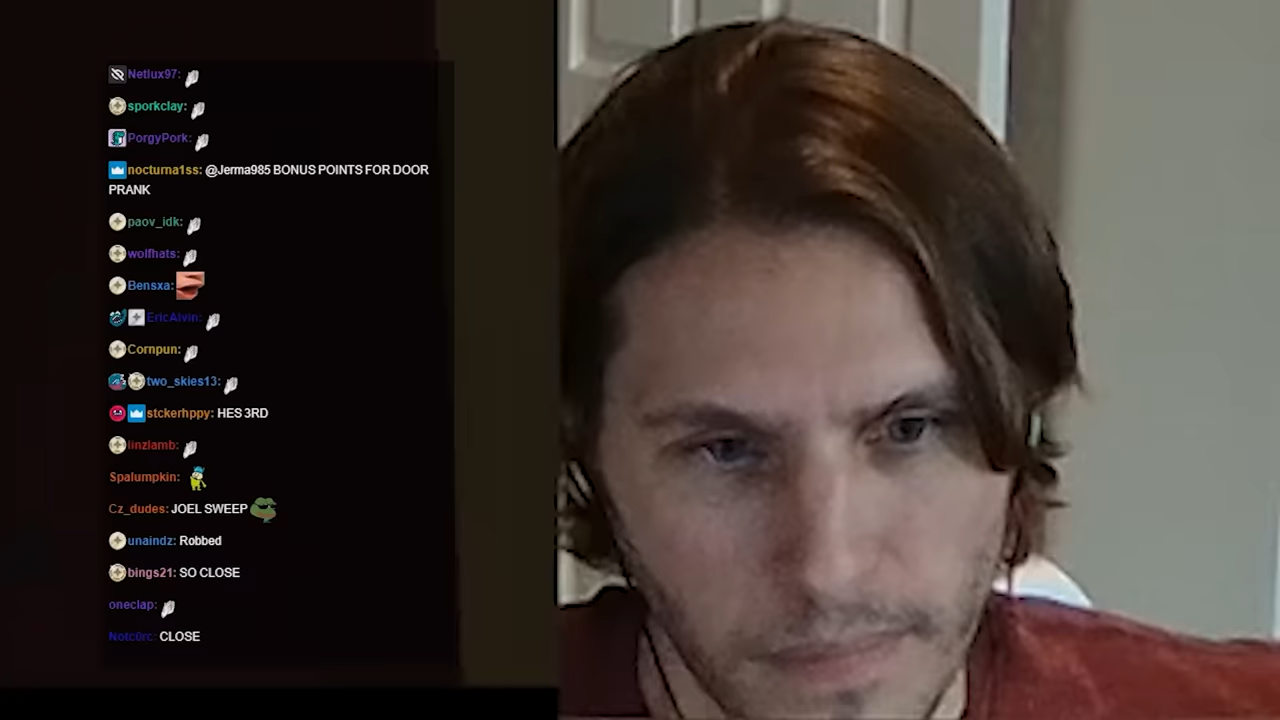 Netlux97:
sporkclay:
PorgyPork:
nocturna1ss: @Jerma985 BONUS POINTS FOR DOOR
PRANK
paov_idk:
wolfhats:
Bensxa:
EricAlvin:
Cornpun:
two_skies13:
stckerhppy: HES 3RD
linzlamb:
Spalumpkin:
Cz_dudes: JOEL SWEEP
unaindz: Robbed
bings21: SO CLOSE
oneclap:
Notc0rc: CLOSE